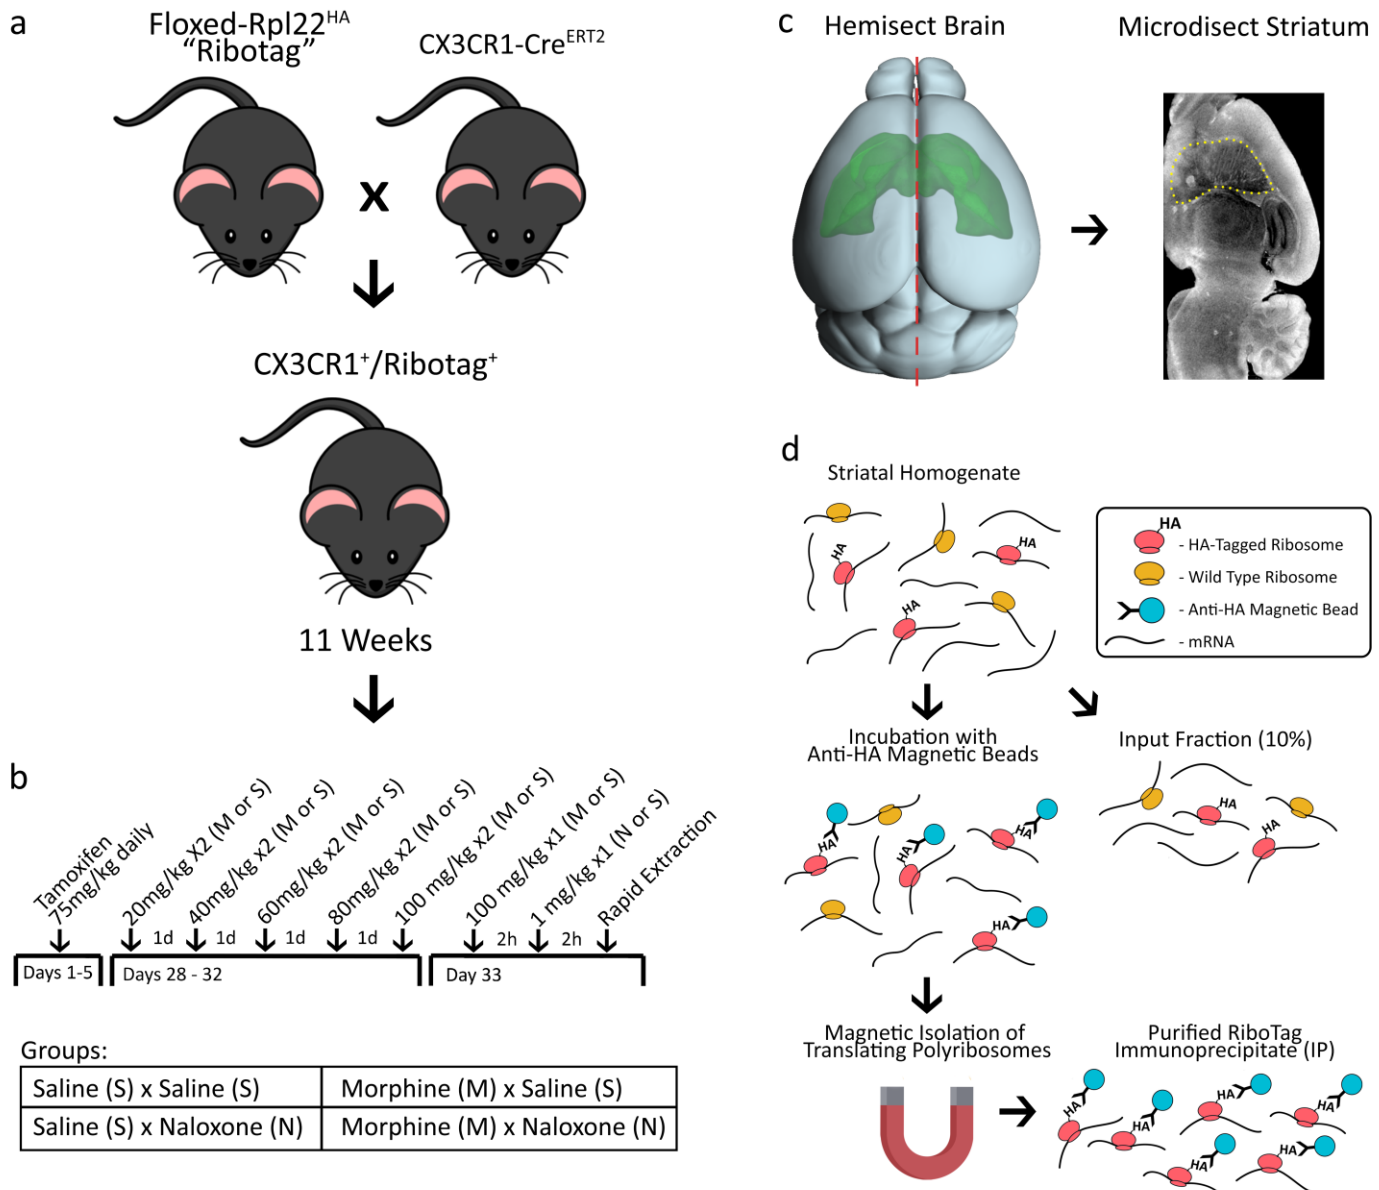 a
Floxed-Rpl22HA
“Ribotag”
CX3CR1-CreERT2
x
CX3CR1+/Ribotag+
11 Weeks
b
Tamoxifen
75mg/kg daily
20mg/kg X2 (M or S)
40mg/kg x2 (M or S)
60mg/kg x2 (M or S)
80mg/kg x2 (M or S)
100 mg/kg x2 (M or S)
100 mg/kg x1 (M or S)
1 mg/kg x1 (N or S)
Rapid Extraction
1d
1d
1d
1d
2h
2h
Days 1-5
Days 28 - 32
Day 33
Groups:
Saline (S) x Saline (S)
Morphine (M) x Saline (S)
Saline (S) x Naloxone (N)
Morphine (M) x Naloxone (N)
c
Hemisect Brain
Microdisect Striatum
d
Striatal Homogenate
HA
HA
HA
HA
- HA-Tagged Ribosome
- Wild Type Ribosome
- Anti-HA Magnetic Bead
- mRNA
Incubation with
Anti-HA Magnetic Beads
HA
HA
HA
HA
Input Fraction (10%)
HA
HA
Magnetic Isolation of
Translating Polyribosomes
Purified RiboTag
Immunoprecipitate (IP)
HA
HA
HA
HA
HA
HA